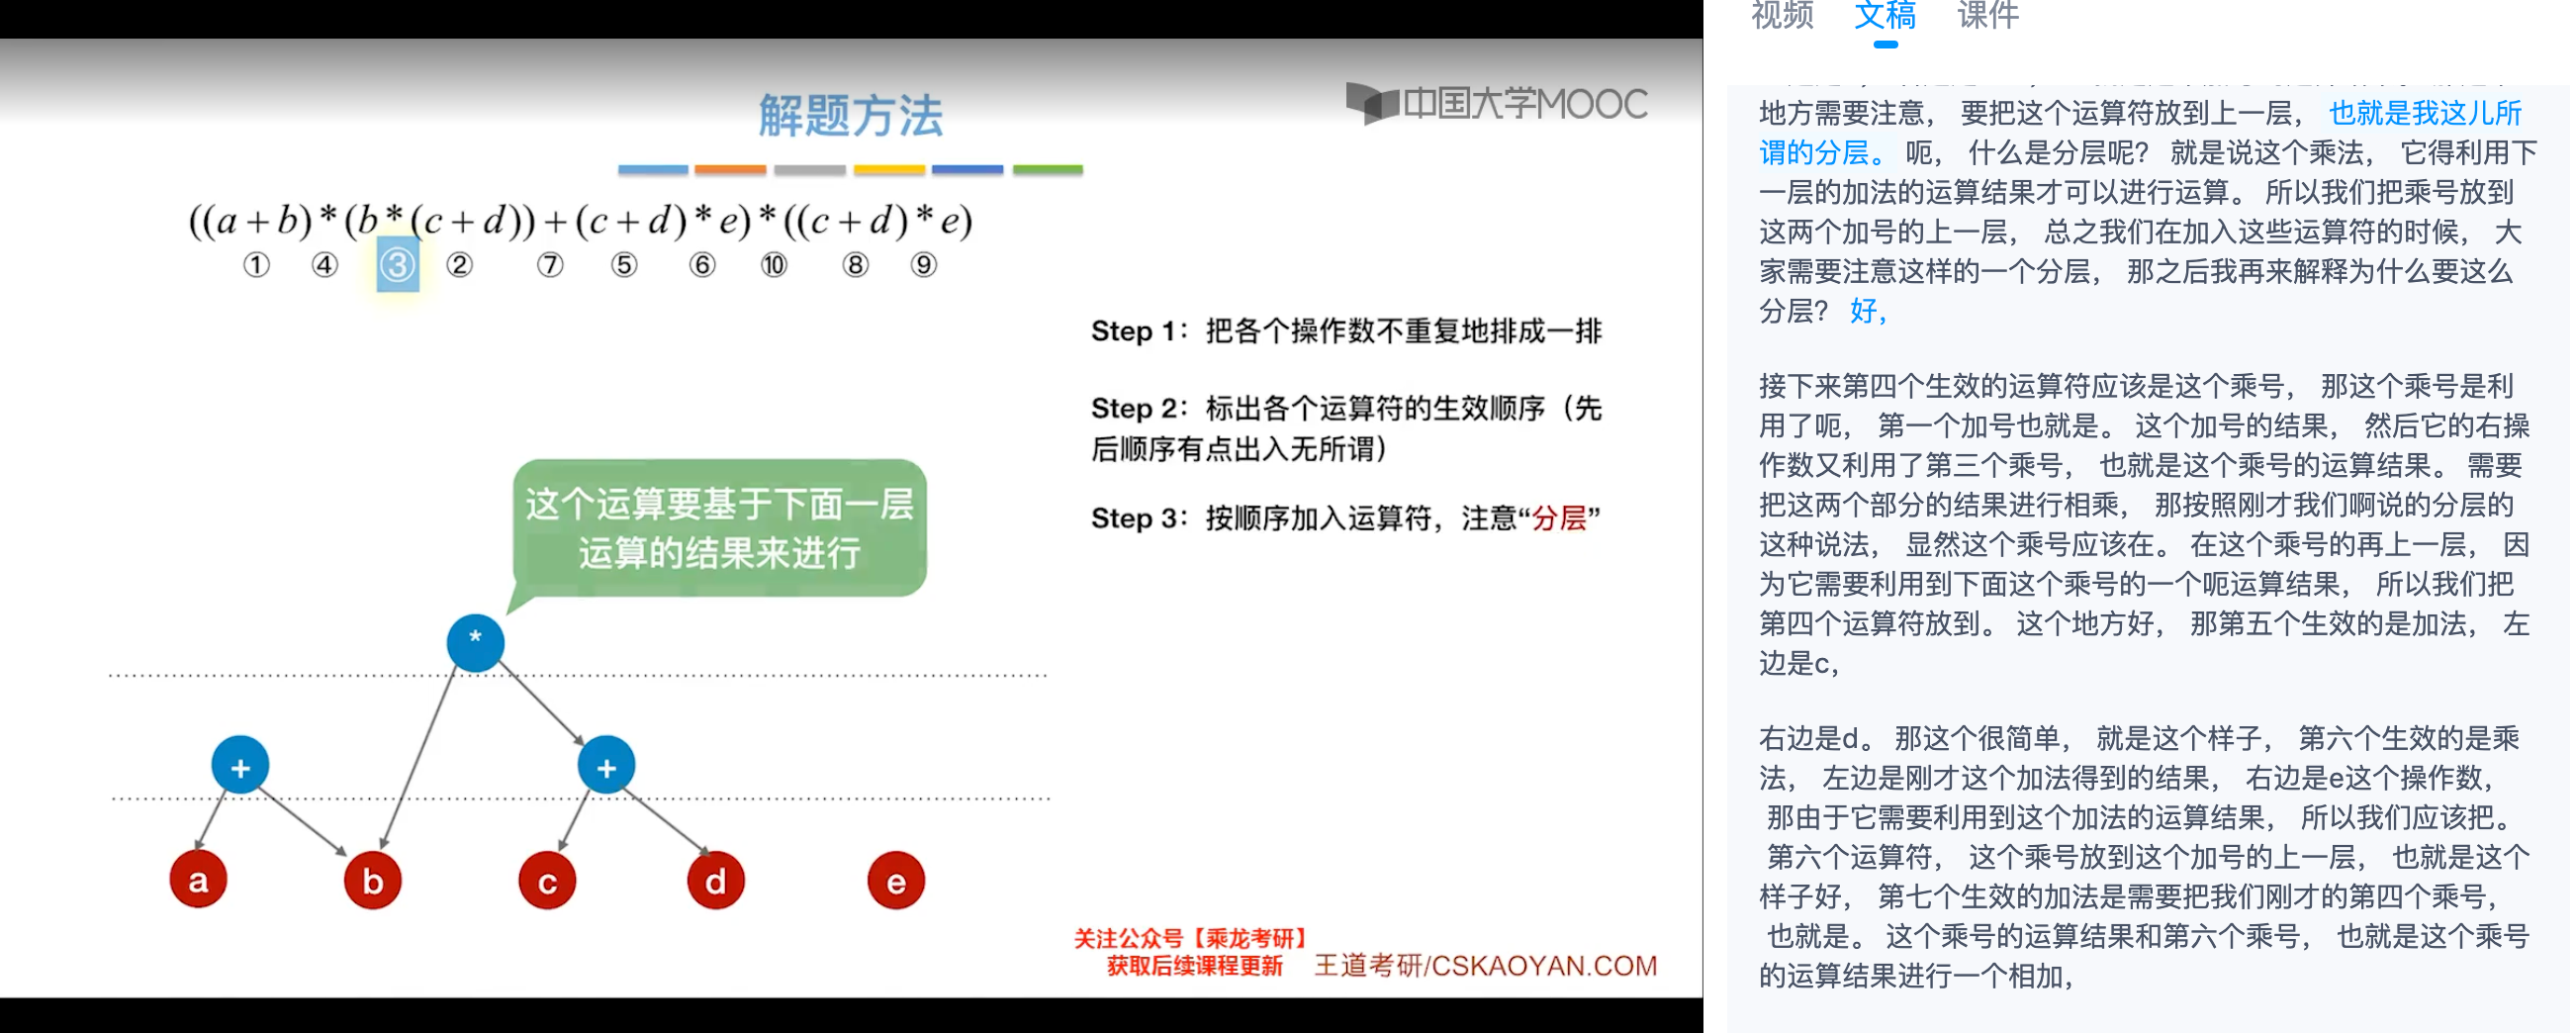 解题方法
中国大学MOOC
((a+b)*(b*(c+d))+(c+d)*e)*((c+d)*e)
① ④ ③ ② ⑦ ⑤ ⑥ ⑩ ⑧ ⑨
Step 1：把各个操作数不重复地排成一排
Step 2：标出各个运算符的生效顺序（先
后顺序有点出入无所谓）
Step 3：按顺序加入运算符，注意“分层”
这个运算要基于下面一层
运算的结果来进行
*
+ +
a b c d e
关注公众号【乘龙考研】
获取后续课程更新
王道考研/CSKAOYAN.COM
视频 文稿 课件
地方需要注意， 要把这个运算符放到上一层， 也就是我这儿所
谓的分层。 呃， 什么是分层呢？ 就是说这个乘法， 它得利用下
一层的加法的运算结果才可以进行运算。 所以我们把乘号放到
这两个加号的上一层， 总之我们在加入这些运算符的时候， 大
家需要注意这样的一个分层， 那之后我再来解释为什么要这么
分层？ 好，
接下来第四个生效的运算符应该是这个乘号， 那这个乘号是利
用了呃， 第一个加号也就是。 这个加号的结果， 然后它的右操
作数又利用了第三个乘号， 也就是这个乘号的运算结果。 需要
把这两个部分的结果进行相乘， 那按照刚才我们啊说的分层的
这种说法， 显然这个乘号应该在。 在这个乘号的再上一层， 因
为它需要利用到下面这个乘号的一个呃运算结果， 所以我们把
第四个运算符放到。 这个地方好， 那第五个生效的是加法， 左
边是c，
右边是d。 那这个很简单， 就是这个样子， 第六个生效的是乘
法， 左边是刚才这个加法得到的结果， 右边是e这个操作数，
那由于它需要利用到这个加法的运算结果， 所以我们应该把。
第六个运算符， 这个乘号放到这个加号的上一层， 也就是这个
样子好， 第七个生效的加法是需要把我们刚才的第四个乘号，
也就是。 这个乘号的运算结果和第六个乘号， 也就是这个乘号
的运算结果进行一个相加，